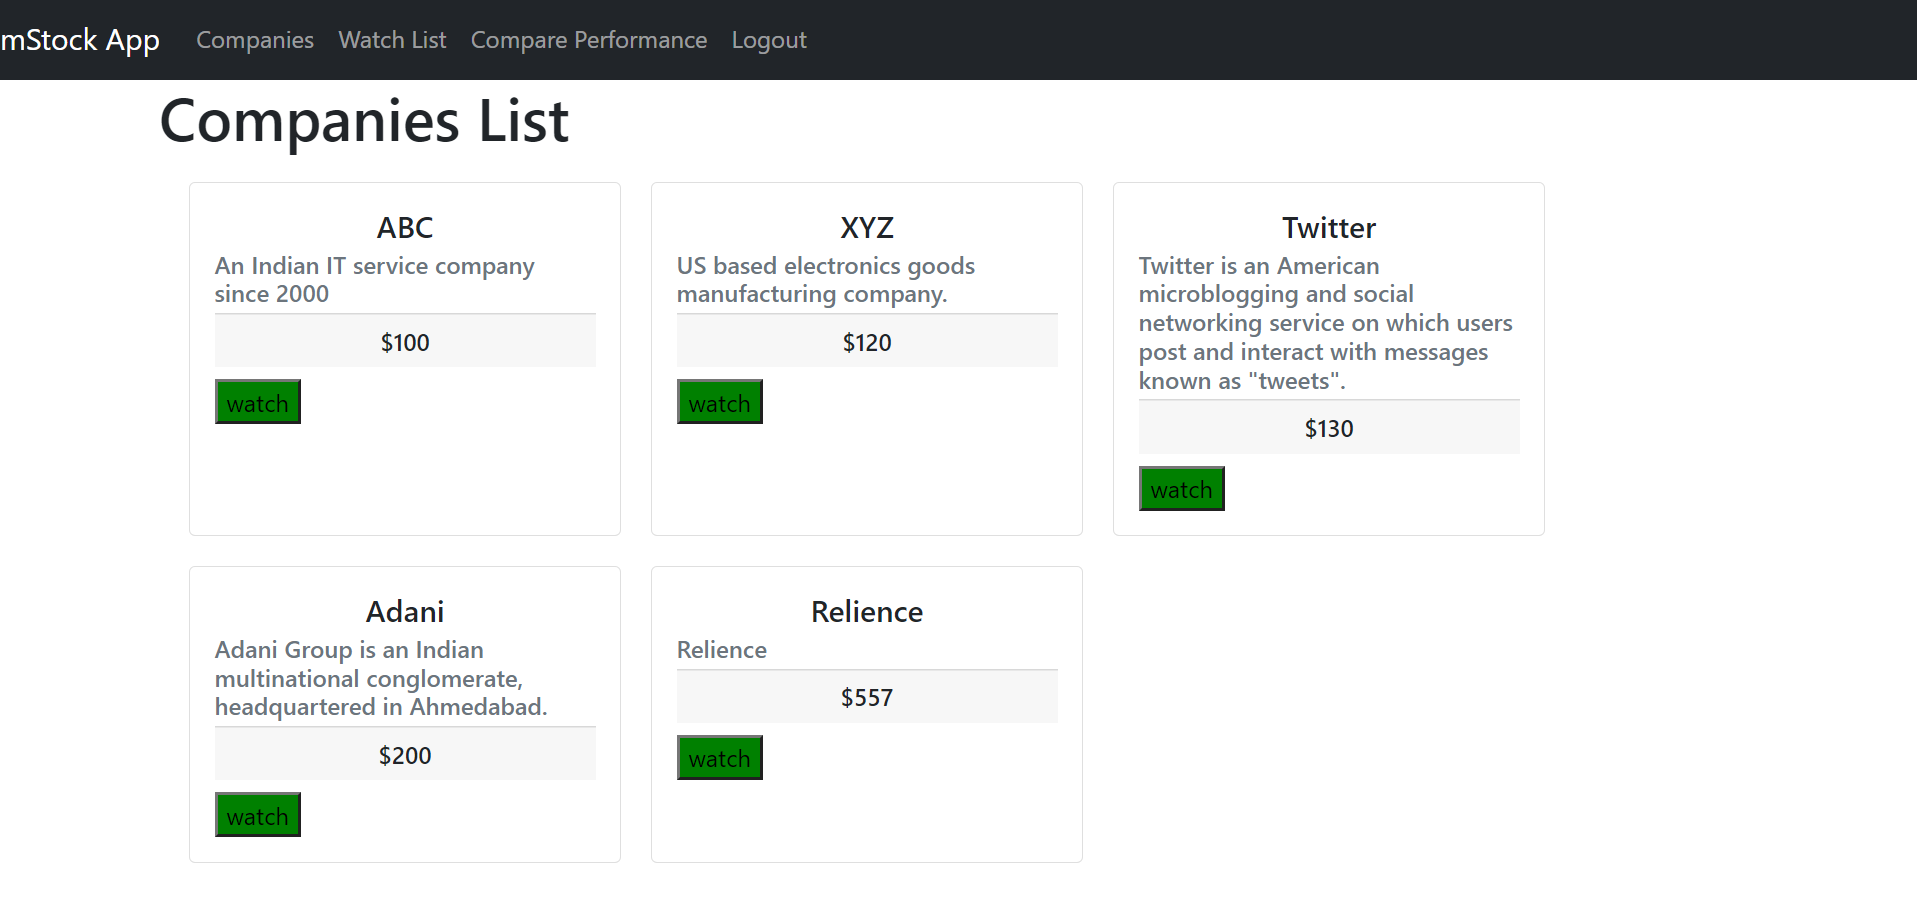 mStock App Companies Watch List Compare Performance Logout
Companies List
ABC
An Indian IT service company
since 2000
$100
watch
XYZ
US based electronics goods
manufacturing company.
$120
watch
Twitter
Twitter is an American
microblogging and social
networking service on which users
post and interact with messages
known as "tweets".
$130
watch
Adani
Adani Group is an Indian
multinational conglomerate,
headquartered in Ahmedabad.
$200
watch
Relience
Relience
$557
watch